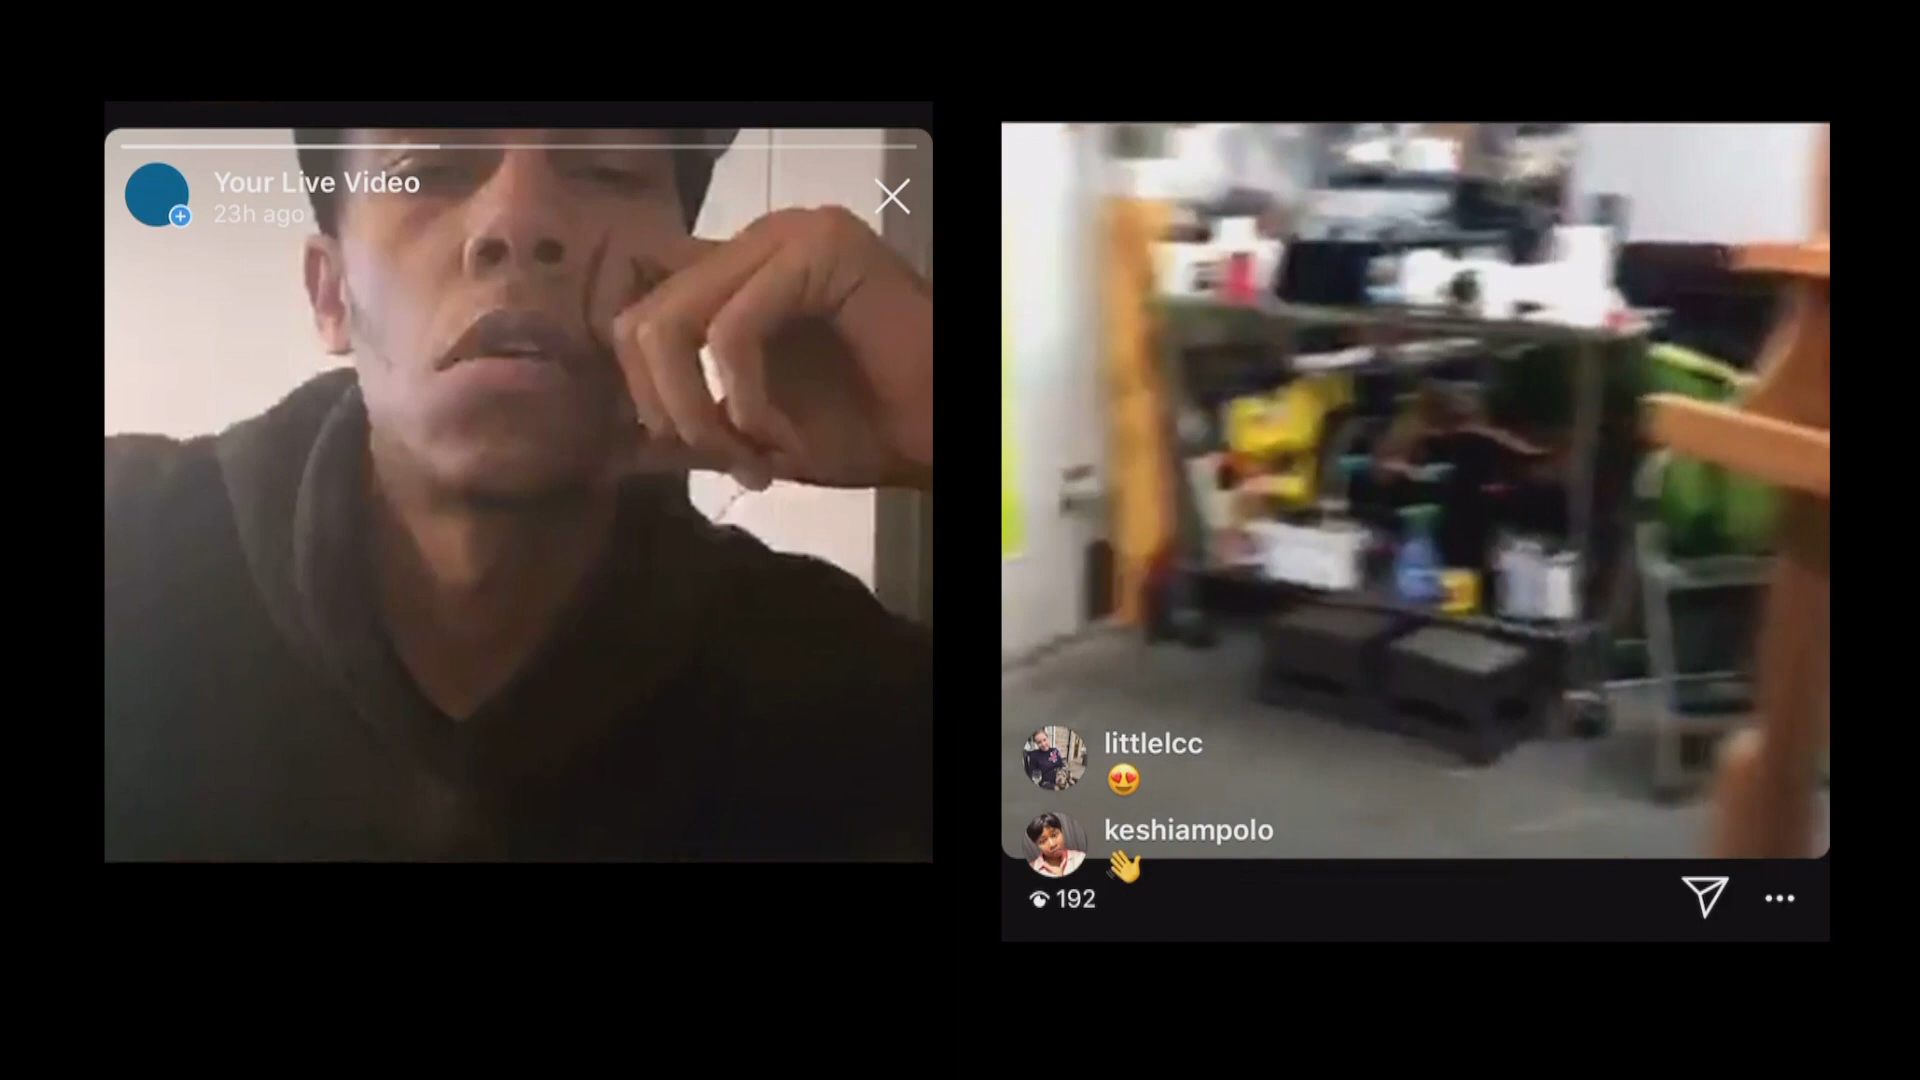 Your Live Video
23h ago
littlelcc
😍
keshiampolo
👋
192